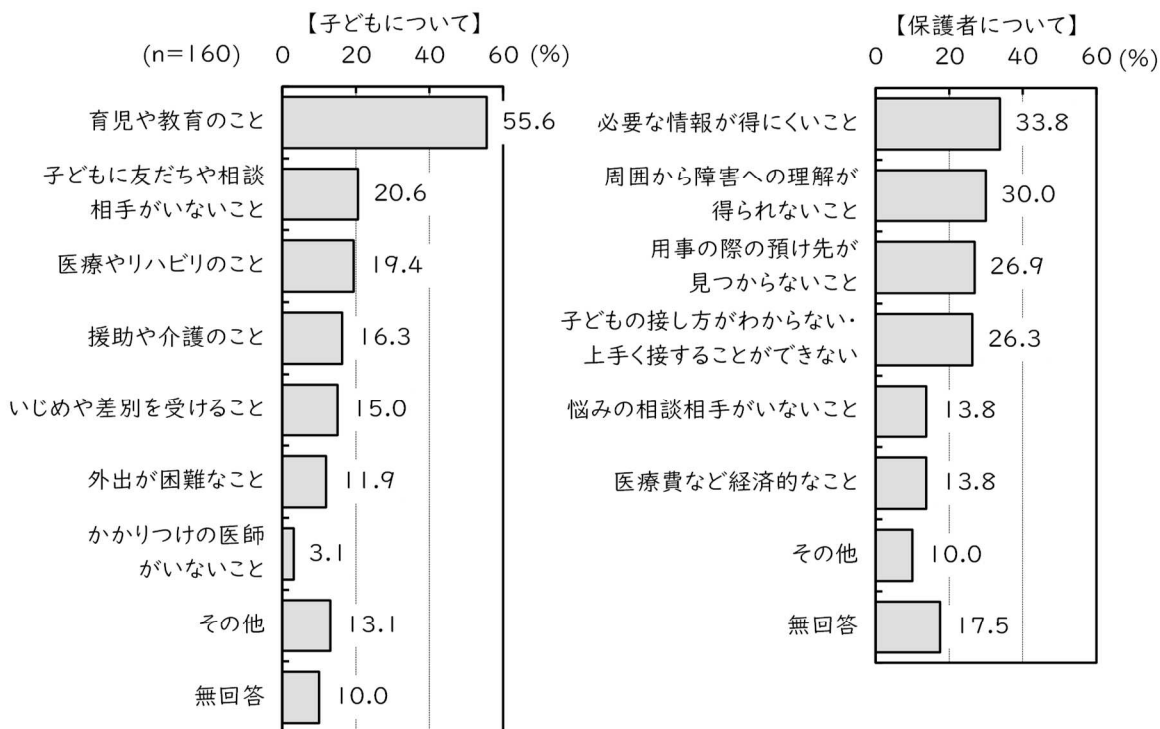 【子どもについて】
(n=160)
0 20 40 60 (%)
育児や教育のこと
55.6
子どもに友だちや相談
相手がいないこと
20.6
医療やリハビリのこと
19.4
援助や介護のこと
16.3
いじめや差別を受けること
15.0
外出が困難なこと
11.9
かかりつけの医師
がいないこと
3.1
その他
13.1
無回答
10.0
【保護者について】
0 20 40 60 (%)
必要な情報が得にくいこと
33.8
周囲から障害への理解が
得られないこと
30.0
用事の際の預け先が
見つからないこと
26.9
子どもの接し方がわからない・
上手く接することができない
26.3
悩みの相談相手がいないこと
13.8
医療費など経済的なこと
13.8
その他
10.0
無回答
17.5